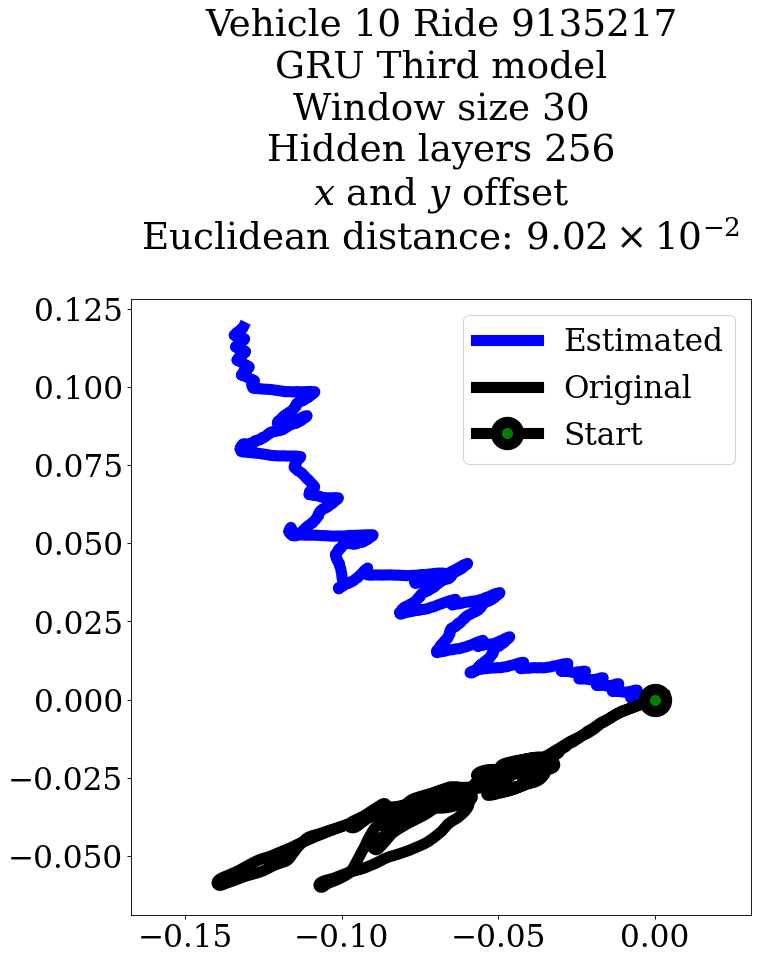 Vehicle 10 Ride 9135217
GRU Third model
Window size 30
Hidden layers 256
x and y offset
Euclidean distance: 9.02 × 10⁻²
0.125
0.100
0.075
0.050
0.025
0.000
−0.025
−0.050
Estimated
Original
Start
−0.15
−0.10
−0.05
0.00